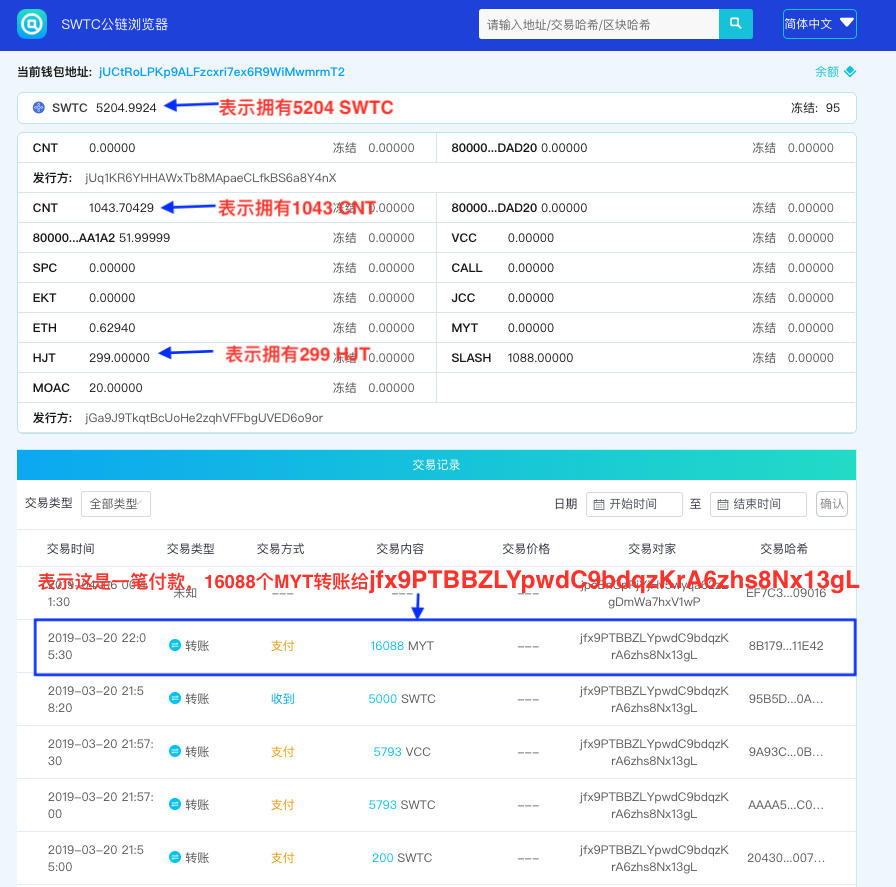 SWTC公链浏览器
请输入地址/交易哈希/区块哈希
简体中文
当前钱包地址: jUCtRoLPKp9ALFzcxri7ex6R9WiMwmrmT2 余额
SWTC 5204.9924 表示拥有5204 SWTC 冻结: 95
CNT 0.00000 冻结 0.00000 80000...DAD20 0.00000 冻结 0.00000
发行方: jUq1KR6YHHAWxTb8MApaeCLfkBS6a8Y4nX
CNT 1043.70429 表示拥有1043 CNT 冻结 0.00000 80000...DAD20 0.00000 冻结 0.00000
80000...AA1A2 51.99999 冻结 0.00000 VCC 0.00000 冻结 0.00000
SPC 0.00000 冻结 0.00000 CALL 0.00000 冻结 0.00000
EKT 0.00000 冻结 0.00000 JCC 0.00000 冻结 0.00000
ETH 0.62940 冻结 0.00000 MYT 0.00000 冻结 0.00000
HJT 299.00000 表示拥有299 HJT 冻结 0.00000 SLASH 1088.00000 冻结 0.00000
MOAC 20.00000 冻结 0.00000
发行方: jGa9J9TkqtBcUoHe2zqhVFFbgUVED6o9or
交易记录
交易类型 全部类型 日期 开始时间 至 结束时间 确认
交易时间 交易类型 交易方式 交易内容 交易价格 交易对家 交易哈希
表示这是一笔付款，16088个MYT转账给jfx9PTBBZLYpwdC9bdqzKrA6zhs8Nx13gL
未知 --- --- --- EF7C3...09016
1:30 gDmWa7hxV1wP
2019-03-20 22:0 jfx9PTBBZLYpwdC9bdqzK
转账 支付 16088 MYT --- 8B179...11E42
5:30 rA6zhs8Nx13gL
2019-03-20 21:5 jfx9PTBBZLYpwdC9bdqzK
转账 收到 5000 SWTC --- 95B5D...0A...
8:20 rA6zhs8Nx13gL
2019-03-20 21:57: jfx9PTBBZLYpwdC9bdqzK
转账 支付 5793 VCC --- 9A93C...0B...
30 rA6zhs8Nx13gL
2019-03-20 21:57: jfx9PTBBZLYpwdC9bdqzK
转账 支付 5793 SWTC --- AAAA5...C0...
00 rA6zhs8Nx13gL
2019-03-20 21:5 jfx9PTBBZLYpwdC9bdqzK
转账 支付 200 SWTC --- 20430...007...
5:00 rA6zhs8Nx13gL